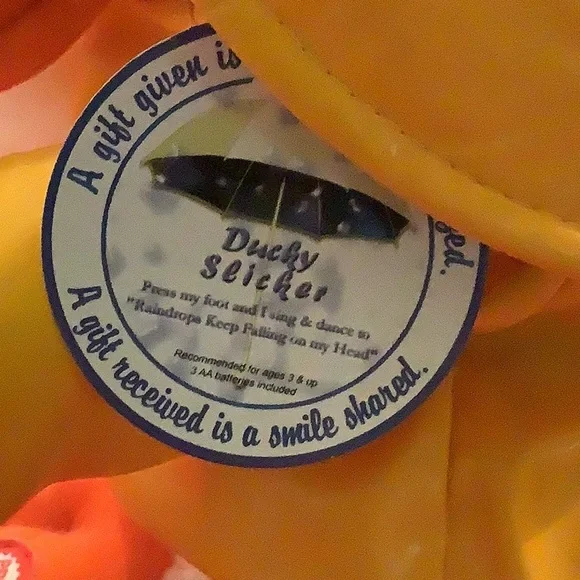 A gift given is
ged.
Ducky
Slicker
Press my foot and I sing & dance to
"Raindrops Keep Falling on my Head"
Recommended for ages 3 & up
3 AA batteries included
A gift received is a smile shared.